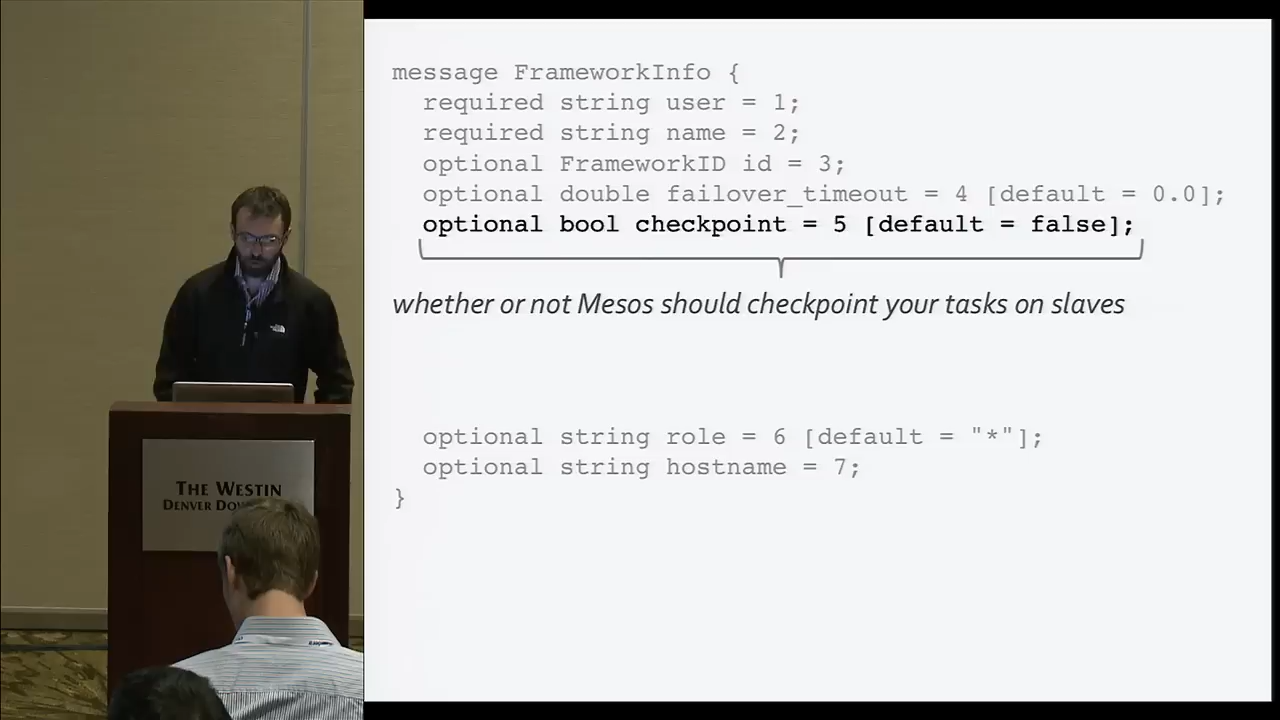 message FrameworkInfo {
required string user = 1;
required string name = 2;
optional FrameworkID id = 3;
optional double failover_timeout = 4 [default = 0.0];
optional bool checkpoint = 5 [default = false];
whether or not Mesos should checkpoint your tasks on slaves
optional string role = 6 [default = "*"];
optional string hostname = 7;
}
THE WESTIN
DENVER